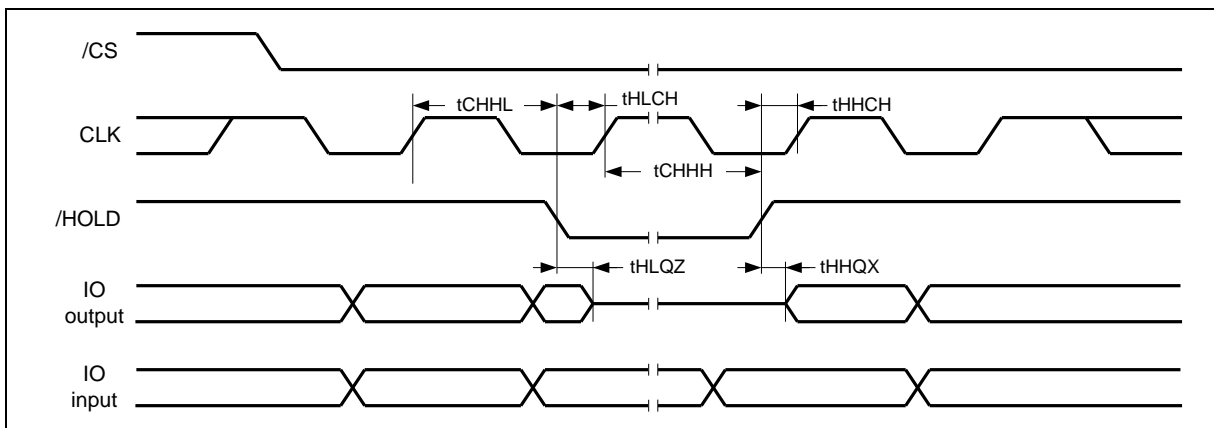 /CS
tCHHL
tHLCH
tHHCH
CLK
tCHHH
/HOLD
tHLQZ
tHHQX
IO
output
IO
input